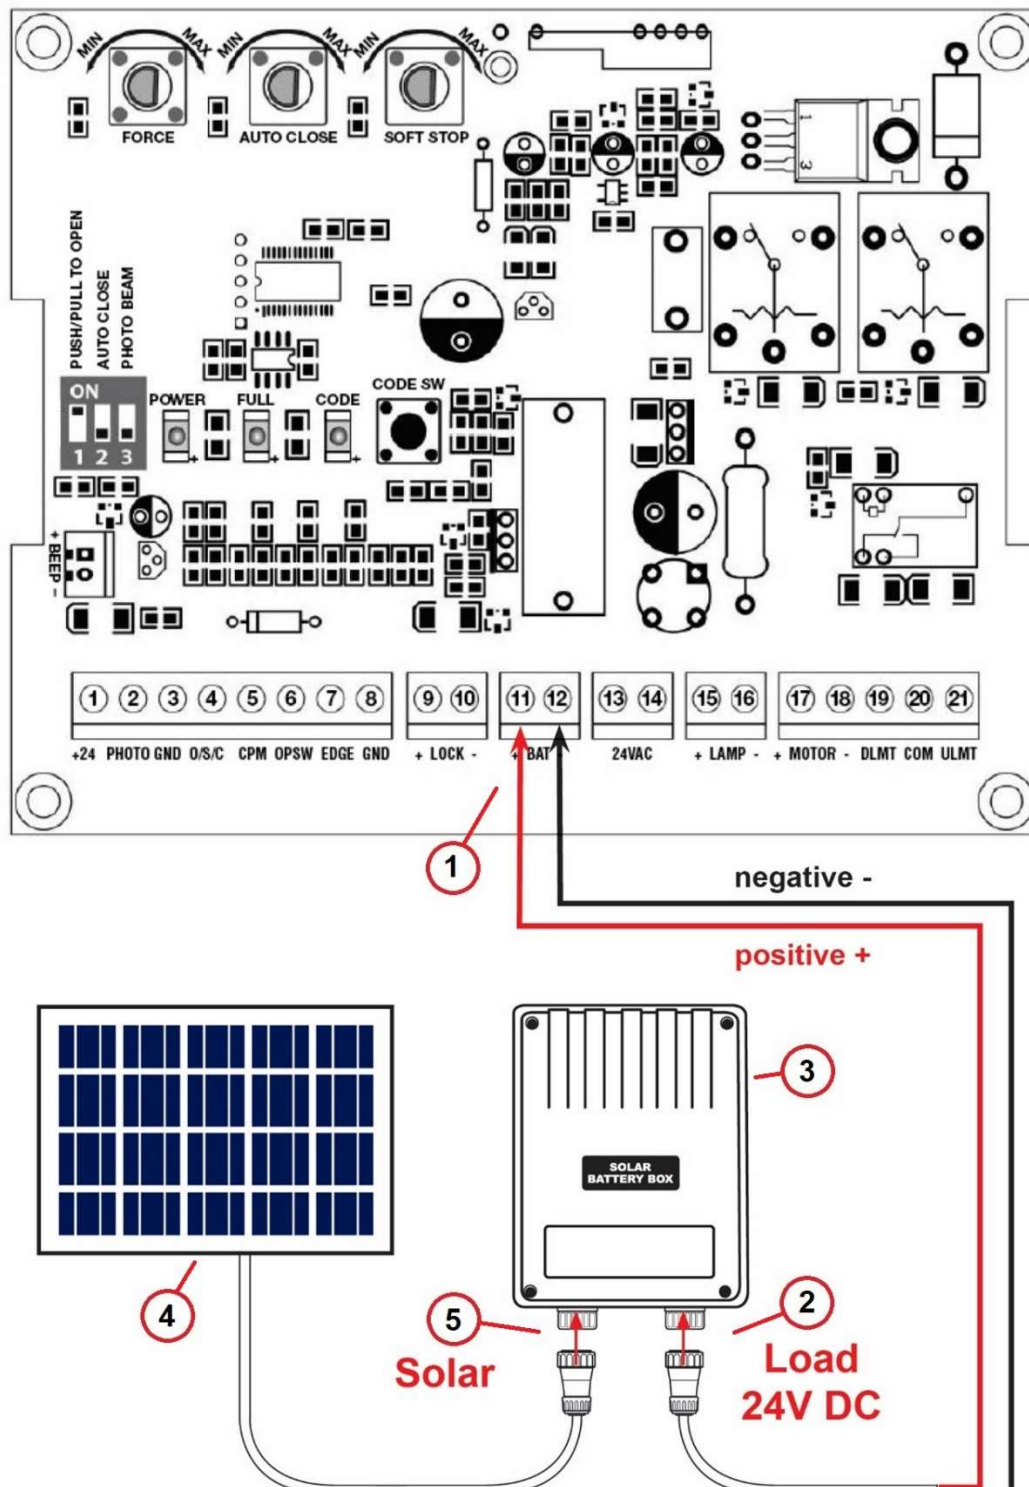 MIN MAX MIN MAX MIN MAX
FORCE AUTO CLOSE SOFT STOP
1
3
PUSH/PULL TO OPEN
AUTO CLOSE
PHOTO BEAM
ON
1 2 3
POWER FULL CODE CODE SW
+ + +
+ BEEP -
1 2 3 4 5 6 7 8 9 10 11 12 13 14 15 16 17 18 19 20 21
+24 PHOTO GND O/S/C CPM OPSW EDGE GND + LOCK - + BAT 24VAC + LAMP - + MOTOR - DLMT COM ULMT
1
negative -
positive +
3
SOLAR
BATTERY BOX
4
5
Solar
2
Load
24V DC